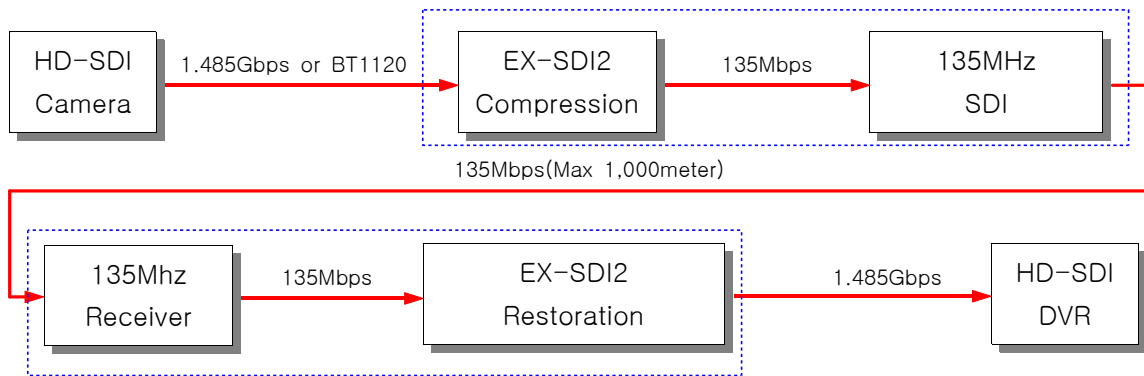 HD-SDI
Camera
1.485Gbps or BT1120
EX-SDI2
Compression
135Mbps
135MHz
SDI
135Mbps(Max 1,000meter)
135Mhz
Receiver
135Mbps
EX-SDI2
Restoration
1.485Gbps
HD-SDI
DVR